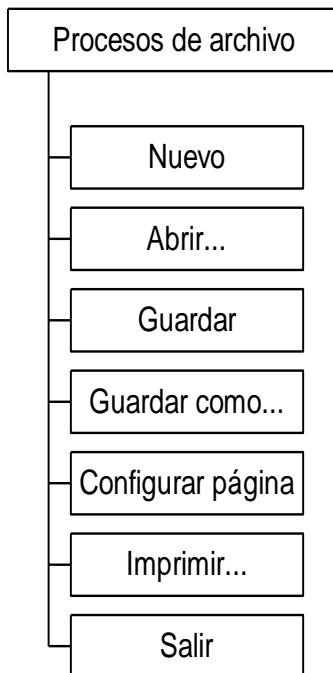 Procesos de archivo
Nuevo
Abrir...
Guardar
Guardar como...
Configurar página
Imprimir...
Salir